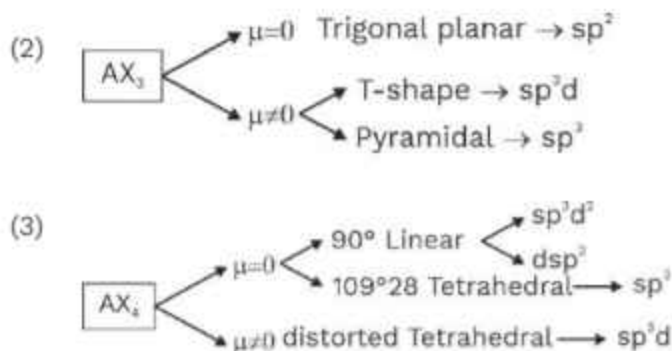 (2)
AX₃
μ=0 Trigonal planar → sp²
μ≠0
T-shape → sp³d
Pyramidal → sp³
(3)
AX₄
μ=0
90° Linear
sp³d²
dsp²
109°28 Tetrahedral → sp³
μ≠0 distorted Tetrahedral → sp³d